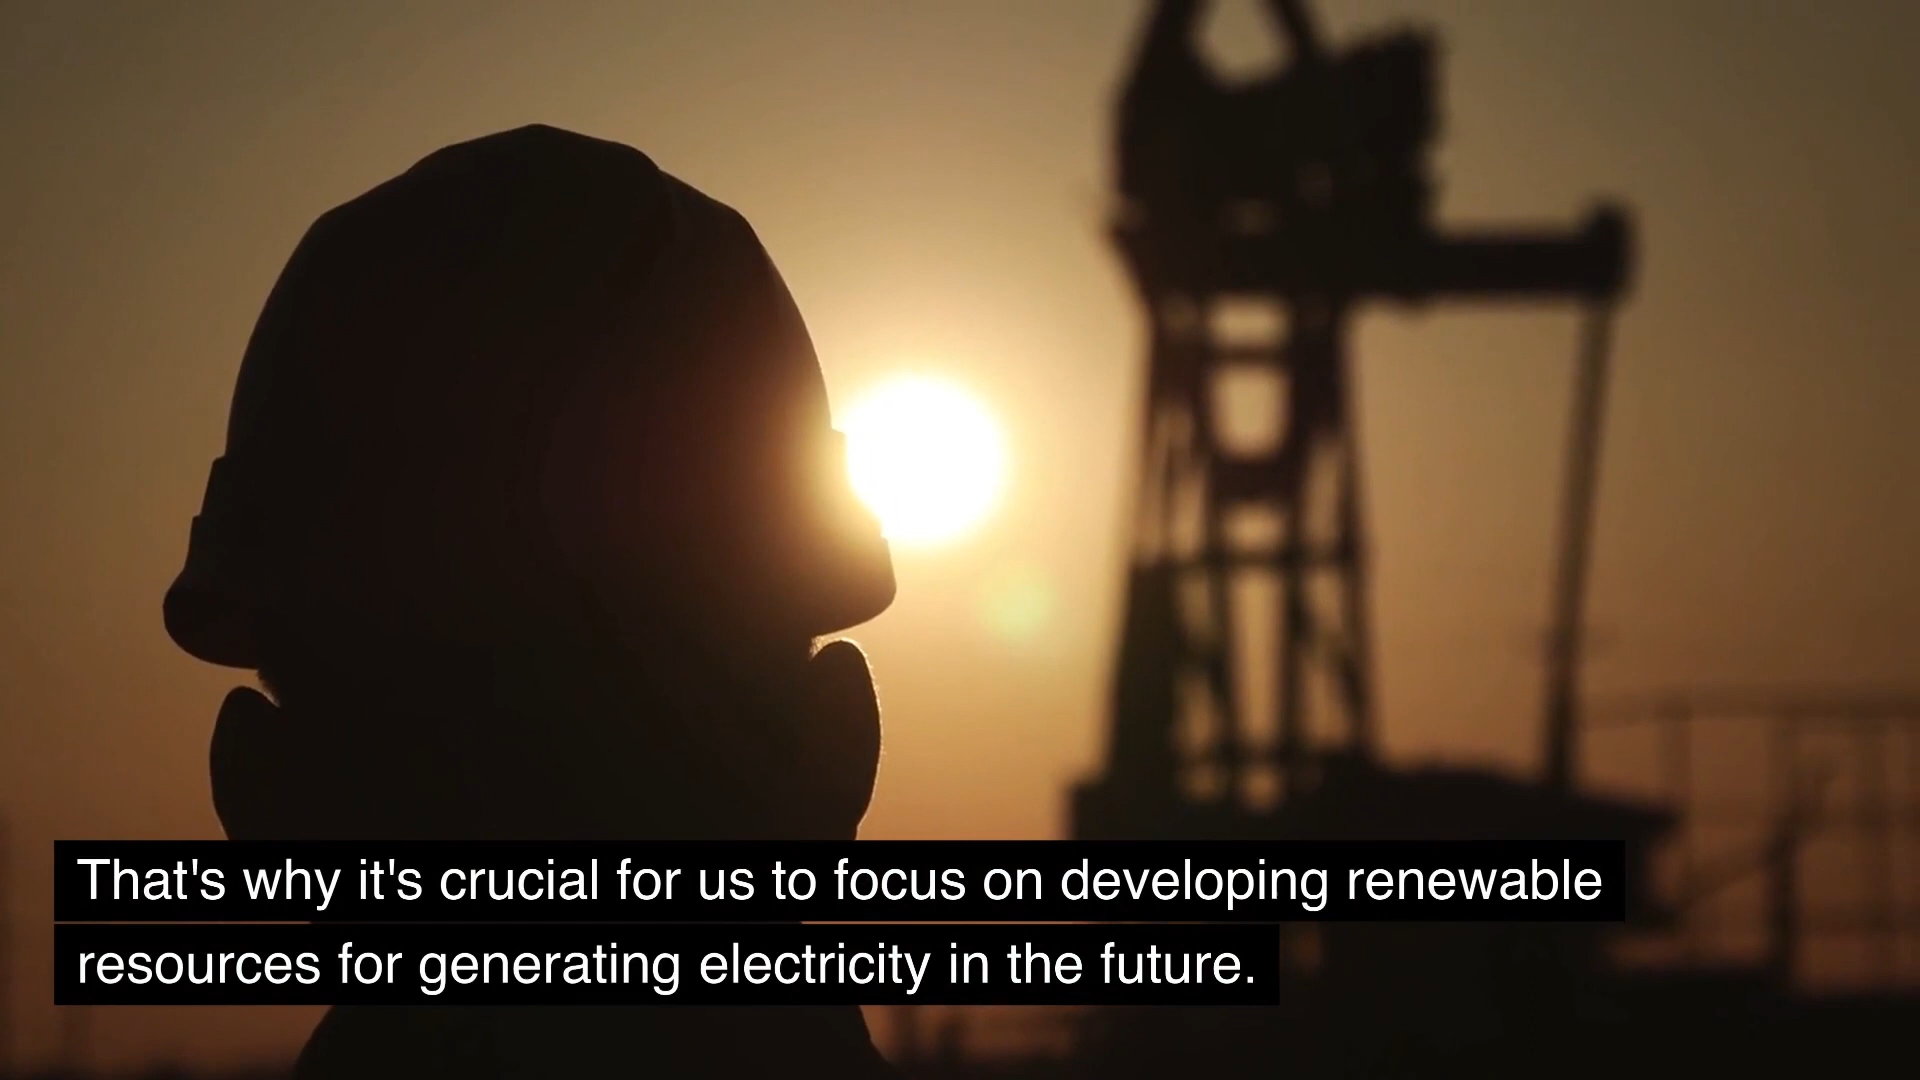 That's why it's crucial for us to focus on developing renewable
resources for generating electricity in the future.